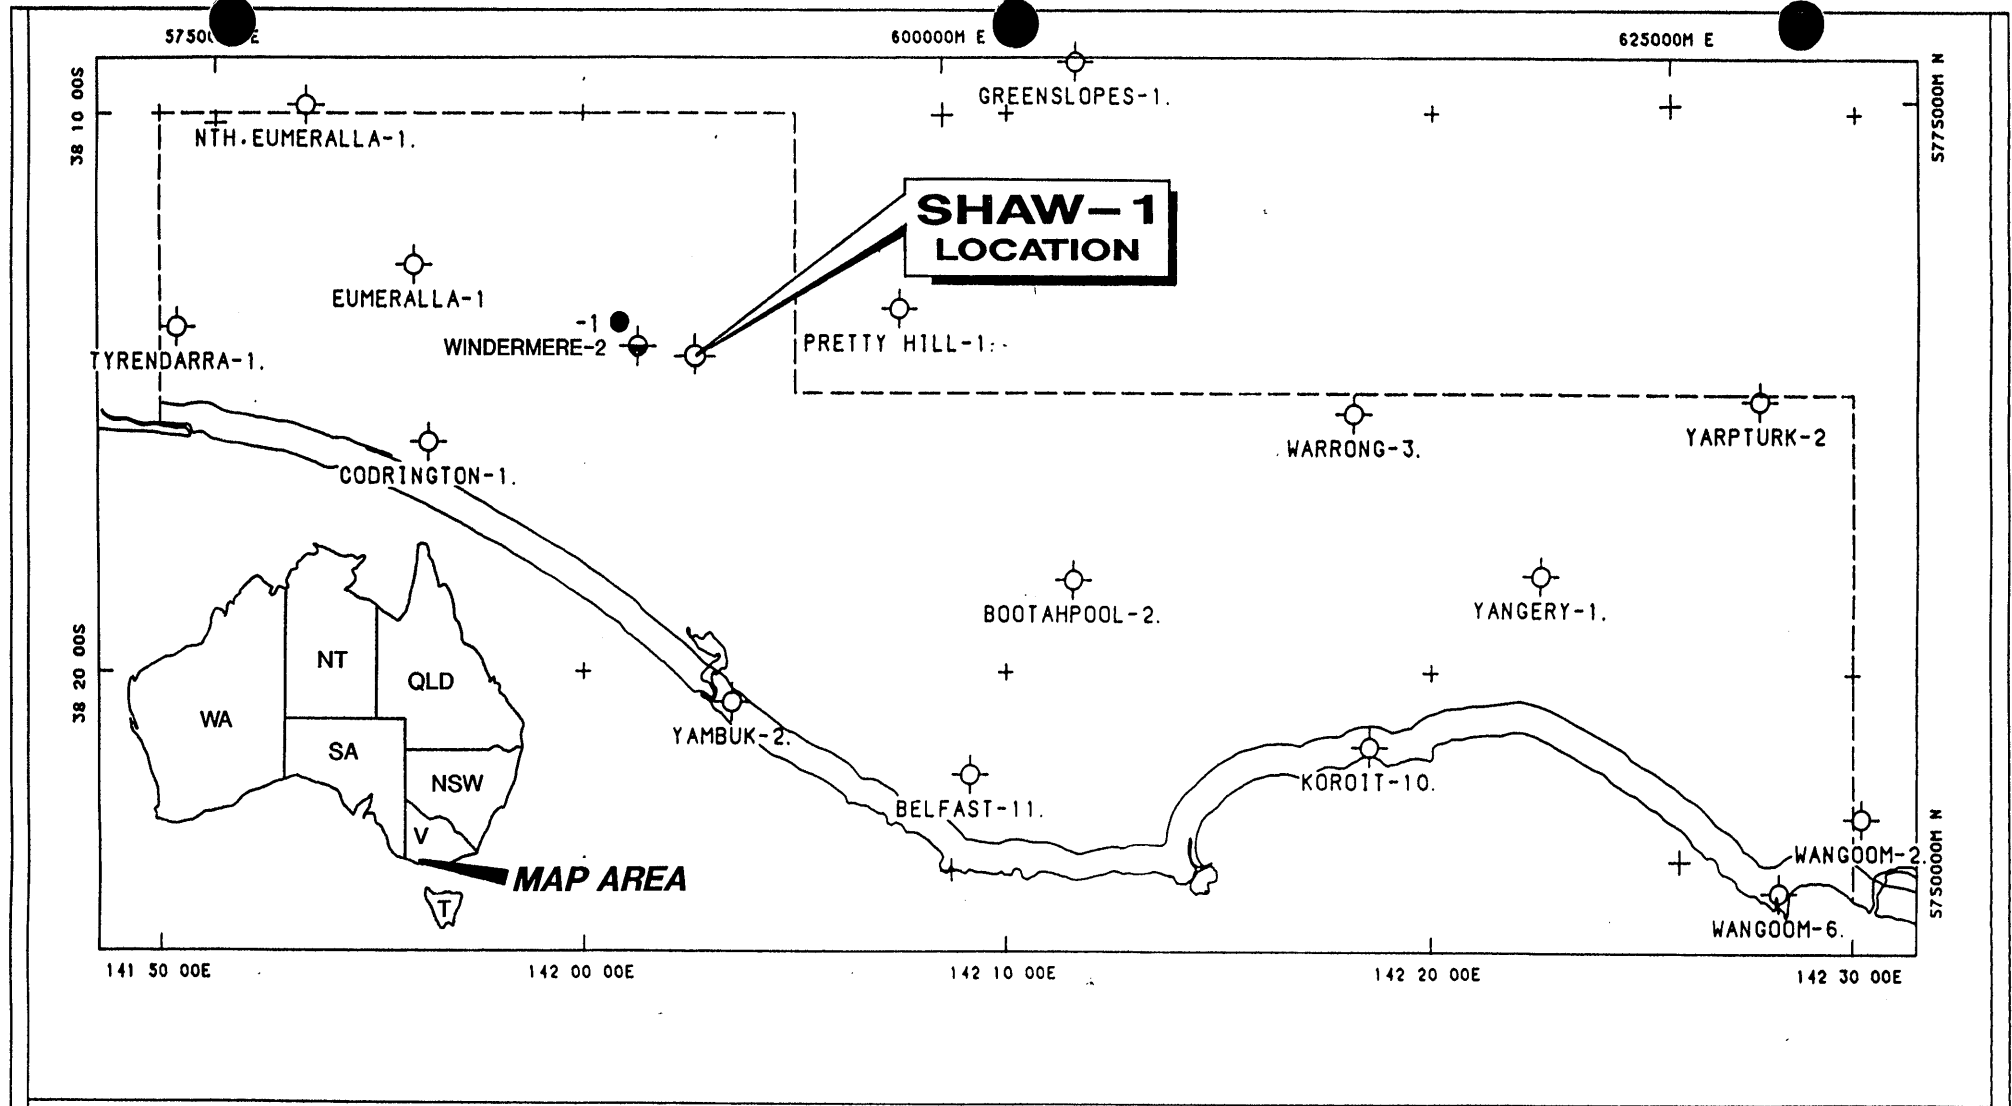 57500 E
600000M E
625000M E
38 10 00S
5775000M N
GREENSLOPES-1.
NTH. EUMERALLA-1.
SHAW-1
LOCATION
EUMERALLA-1
-1
WINDERMERE-2
PRETTY HILL-1.
TYRENDARRA-1.
WARRONG-3.
YARPTURK-2
CODRINGTON-1.
BOOTAHPOOL-2.
YANGERY-1.
38 20 00S
NT
QLD
WA
SA
NSW
V
T
MAP AREA
YAMBUK-2.
KOROIT-10.
BELFAST-11.
WANGOOM-2.
5750000M N
WANGOOM-6.
141 50 00E
142 00 00E
142 10 00E
142 20 00E
142 30 00E